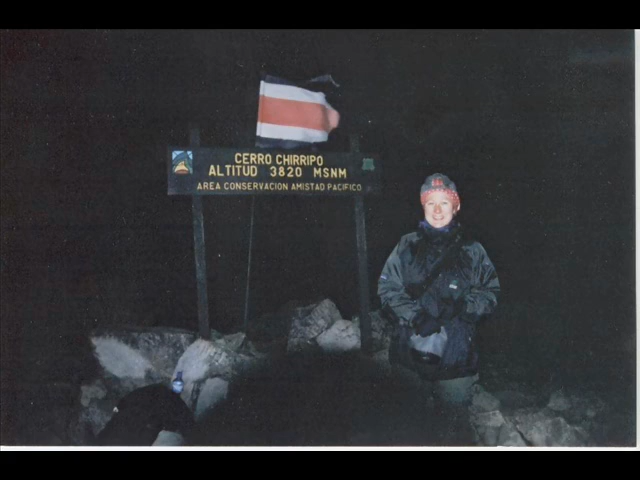 CERRO CHIRRIPO
ALTITUD 3820 MSNM
AREA CONSERVACION AMISTAD PACIFICO